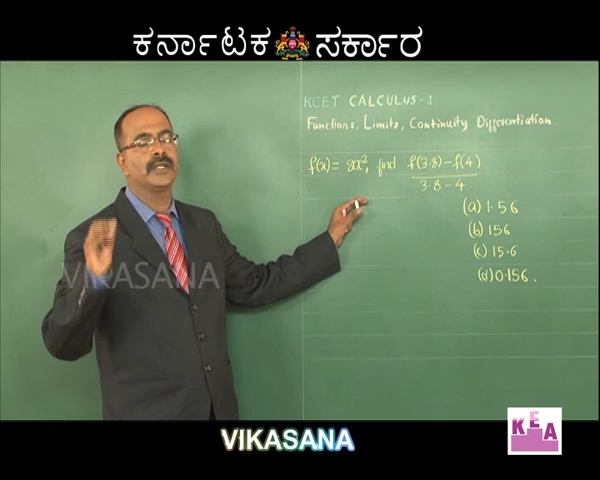 ಕರ್ನಾಟಕ ಸರ್ಕಾರ
KCET CALCULUS-1
Functions, Limits, Continuity Differentiation.
f(x) = 2x², find f(3.8) – f(4)
3.8 – 4
(a) 1.56
(b) 156
(c) 15.6
(d) 0.156.
VIKASANA
VIKASANA
KEA